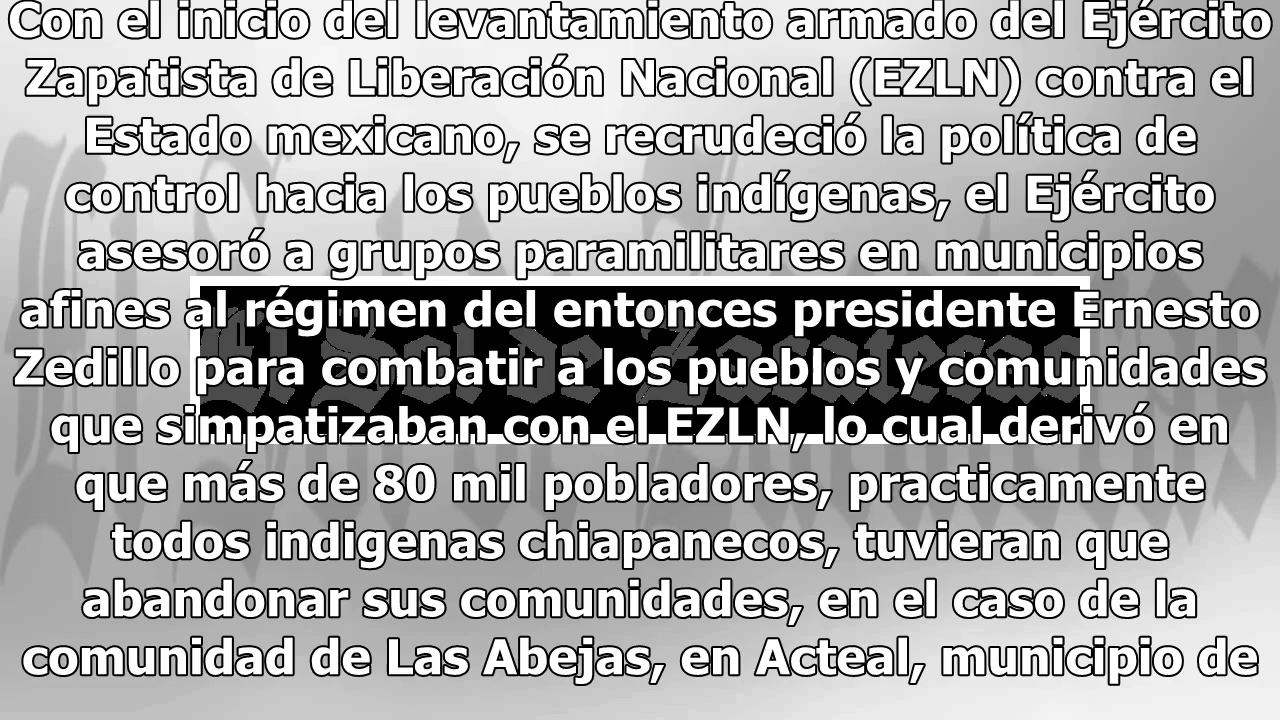 Con el inicio del levantamiento armado del Ejército
Zapatista de Liberación Nacional (EZLN) contra el
Estado mexicano, se recrudeció la política de
control hacia los pueblos indígenas, el Ejército
asesoró a grupos paramilitares en municipios
afines al régimen del entonces presidente Ernesto
Zedillo para combatir a los pueblos y comunidades
que simpatizaban con el EZLN, lo cual derivó en
que más de 80 mil pobladores, practicamente
todos indigenas chiapanecos, tuvieran que
abandonar sus comunidades, en el caso de la
comunidad de Las Abejas, en Acteal, municipio de
El Sol de Zacatecas